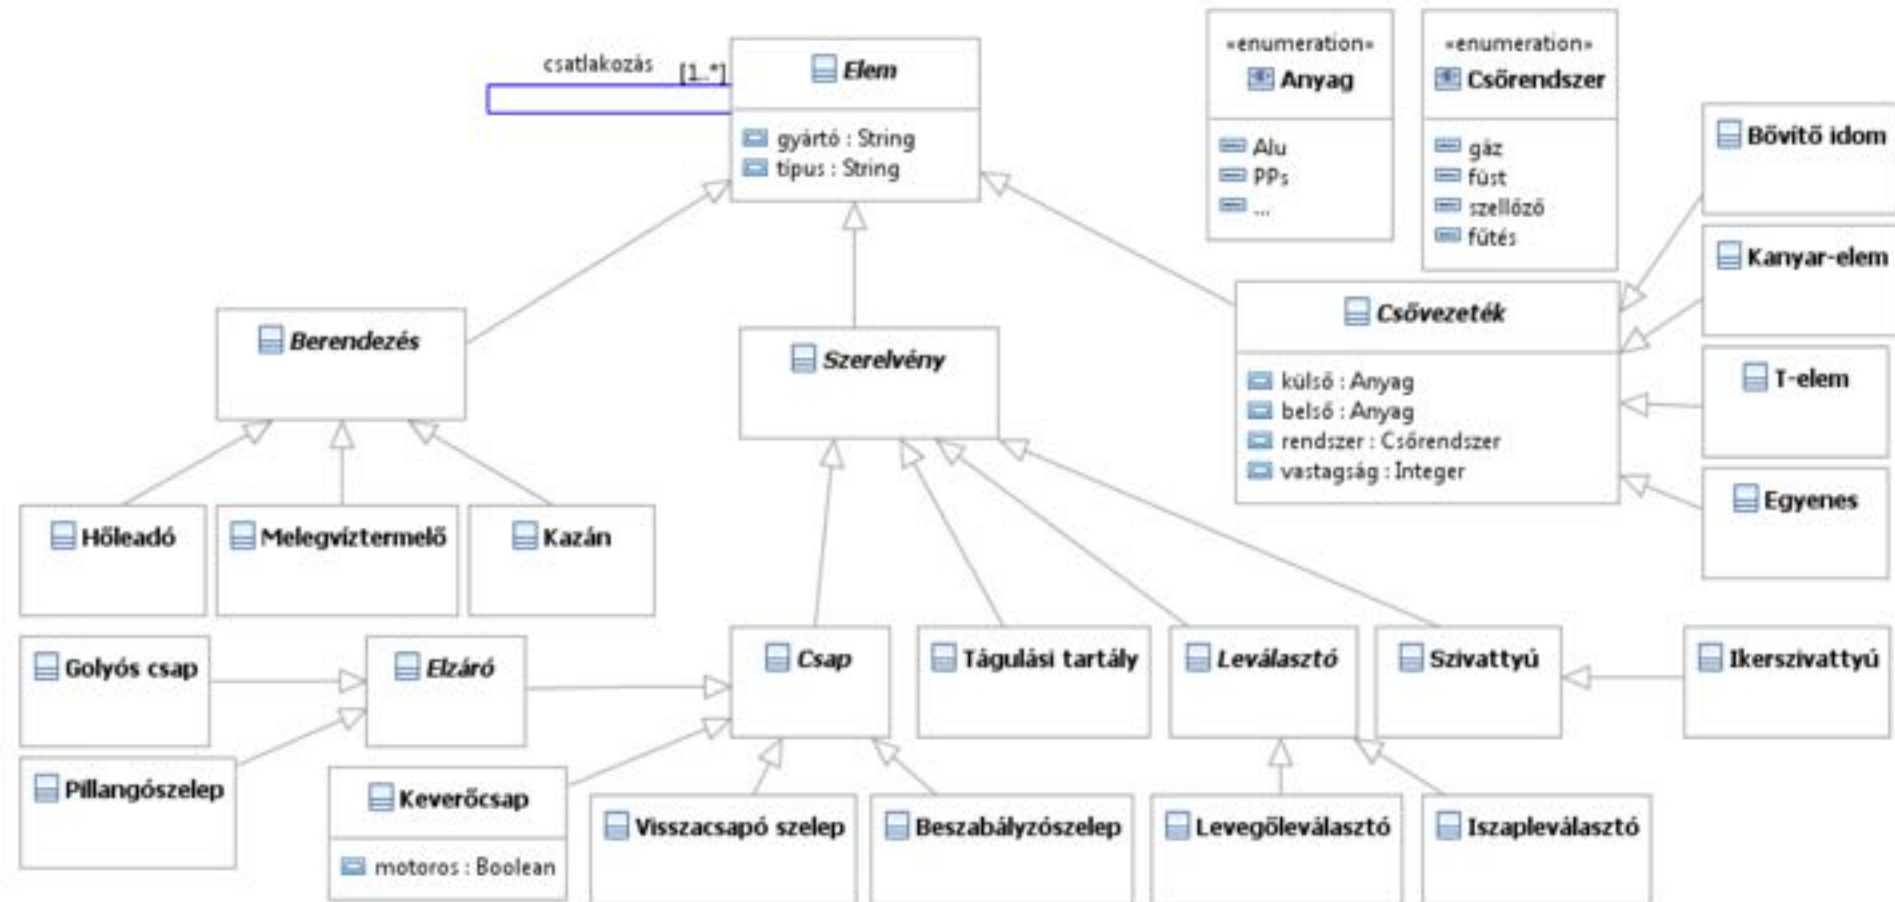 csatlakozás
[1..*]
Elem
gyártó : String
típus : String
«enumeration»
Anyag
Alu
PPs
...
«enumeration»
Csőrendszer
gáz
füst
szellőző
fűtés
Bővítő idom
Kanyar-elem
T-elem
Egyenes
Berendezés
Szerelvény
Csővezeték
külső : Anyag
belső : Anyag
rendszer : Csőrendszer
vastagság : Integer
Hőleadó
Melegvíztermelő
Kazán
Golyós csap
Elzáró
Csap
Tágulási tartály
Leválasztó
Szivattyú
Ikerszivattyú
Pillangószelep
Keverőcsap
motoros : Boolean
Visszacsapó szelep
Beszabályzószelep
Levegőleválasztó
Iszapleválasztó